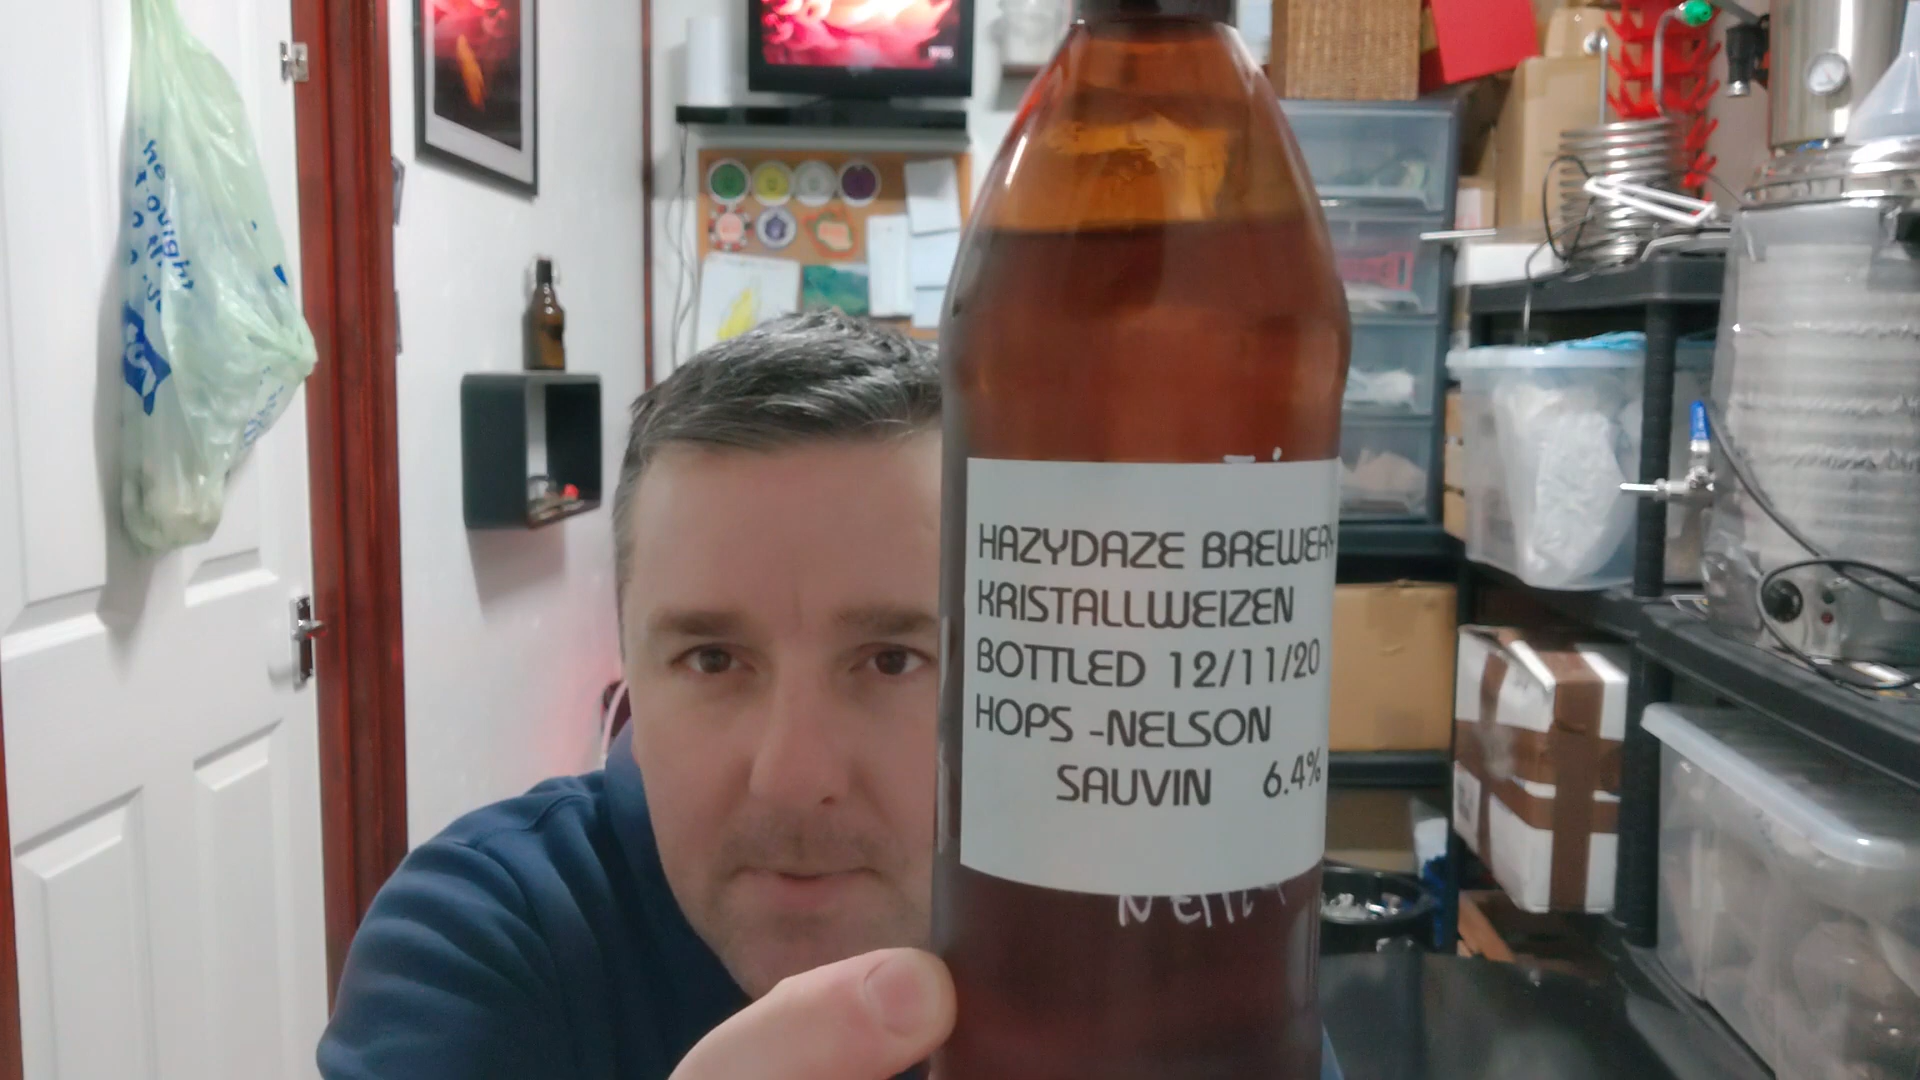 HAZYDAZE BREWERY
KRISTALLWEIZEN
BOTTLED 12/11/20
HOPS -NELSON
SAUVIN 6.4%